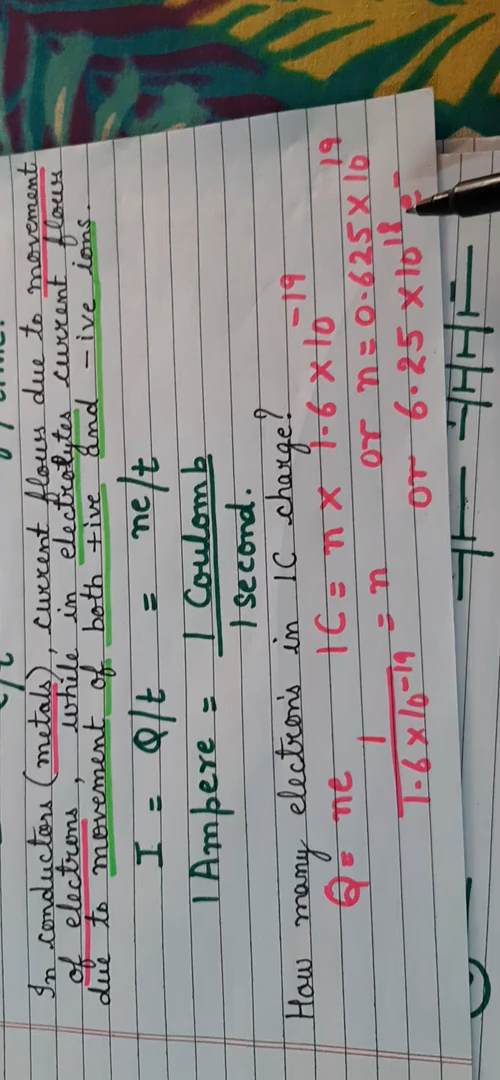 In conductors (metals), current flows due to movement
of electrons, while in electrolytes current flows
due to movement of both +ive and -ive ions.
I = Q/t = ne/t
1 Ampere = 1 Coulomb
1 second.
How many electrons in 1C charge?
Q = ne 1C = n x 1.6 x 10⁻¹⁹
1 / 1.6 x 10⁻¹⁹ = n or n = 0.625 x 10¹⁹
or 6.25 x 10¹⁸ e⁻